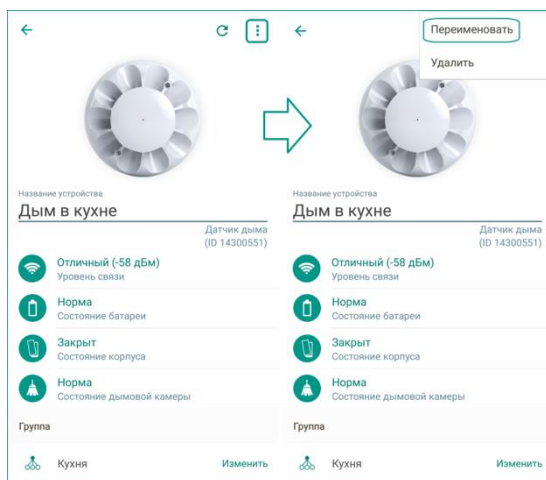 Название устройства
Дым в кухне
Датчик дыма
(ID 14300551)
Отличный (-58 дБм)
Уровень связи
Норма
Состояние батареи
Закрыт
Состояние корпуса
Норма
Состояние дымовой камеры
Группа
Кухня Изменить
Переименовать
Удалить
Название устройства
Дым в кухне
Датчик дыма
(ID 14300551)
Отличный (-58 дБм)
Уровень связи
Норма
Состояние батареи
Закрыт
Состояние корпуса
Норма
Состояние дымовой камеры
Группа
Кухня Изменить